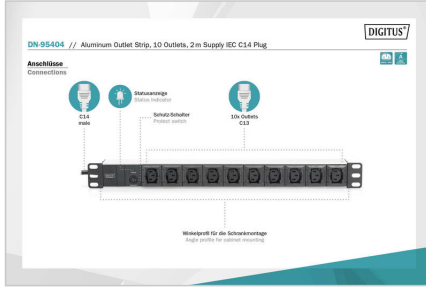 DIGITUS®
DN-95404 // Aluminum Outlet Strip, 10 Outlets, 2 m Supply IEC C14 Plug
Anschlüsse
Connections
Statusanzeige
Status indicator
C14
male
Schutz-Schalter
Protect switch
10x Outlets
C13
Winkelprofil für die Schrankmontage
Angle profile for cabinet mounting